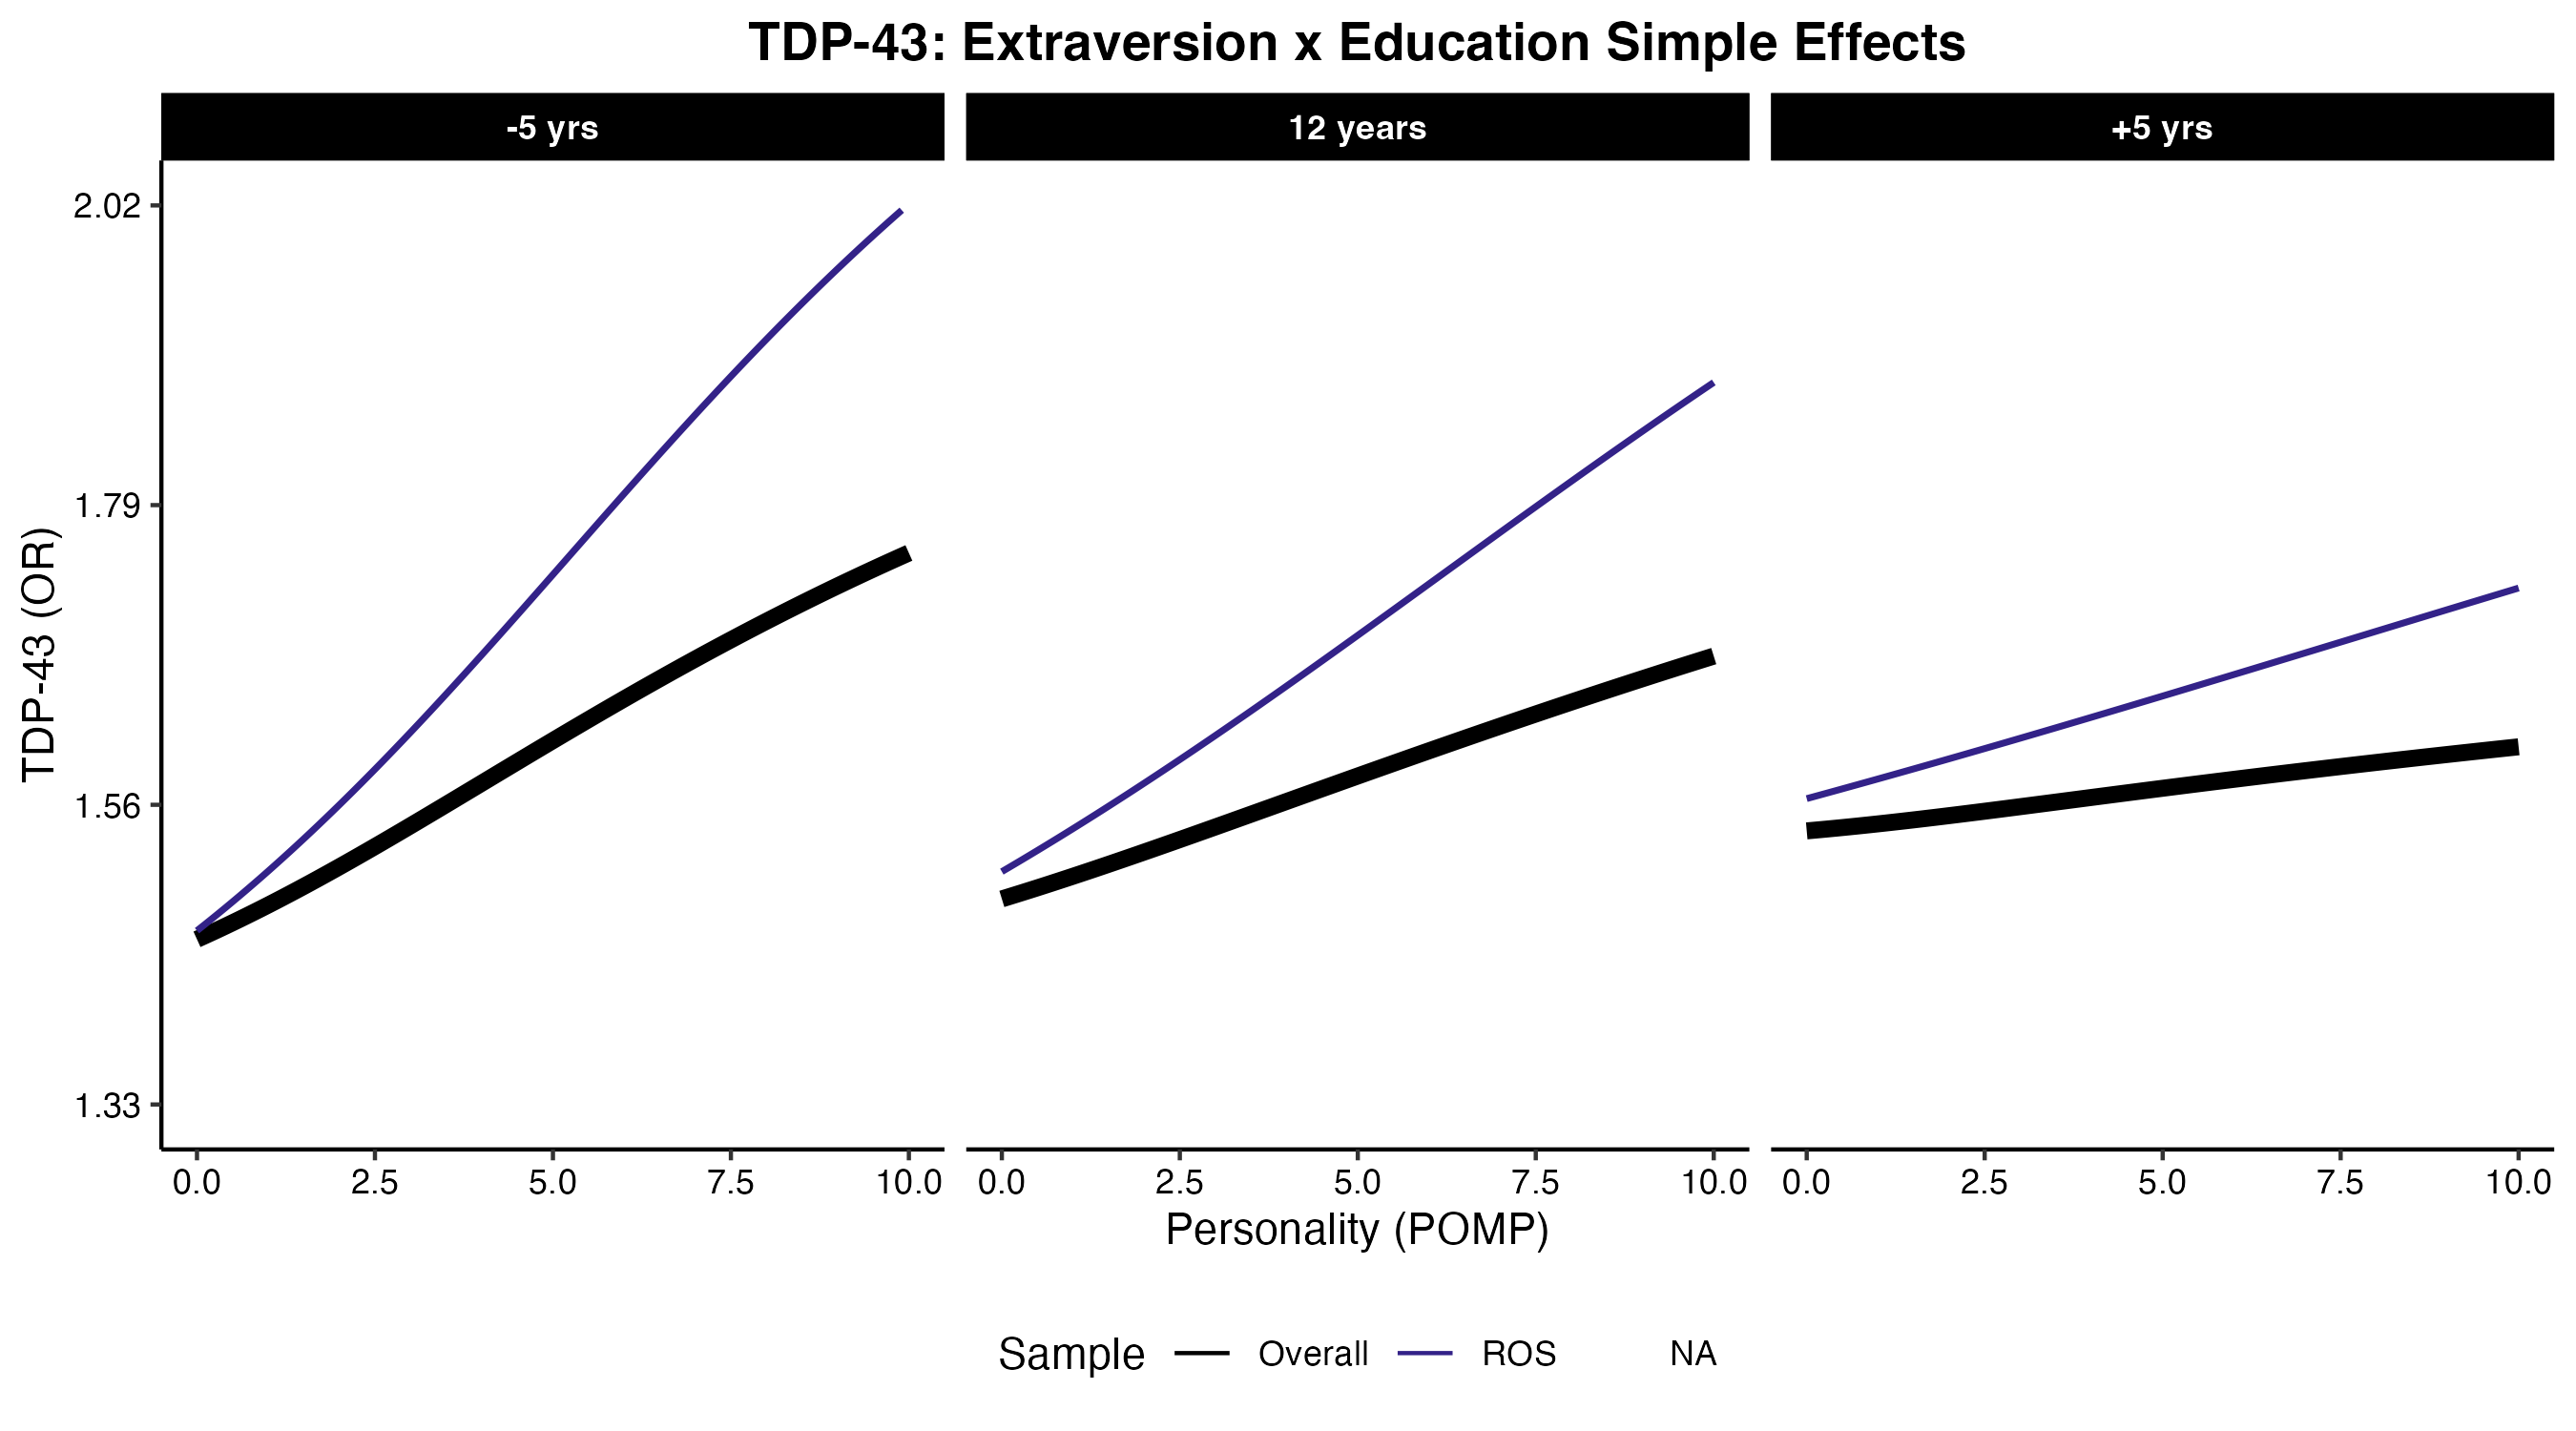 TDP-43: Extraversion x Education Simple Effects
-5 yrs 12 years +5 yrs
2.02
1.79
1.56
1.33
TDP-43 (OR)
0.0 2.5 5.0 7.5 10.0 0.0 2.5 5.0 7.5 10.0 0.0 2.5 5.0 7.5 10.0
Personality (POMP)
Sample Overall ROS NA